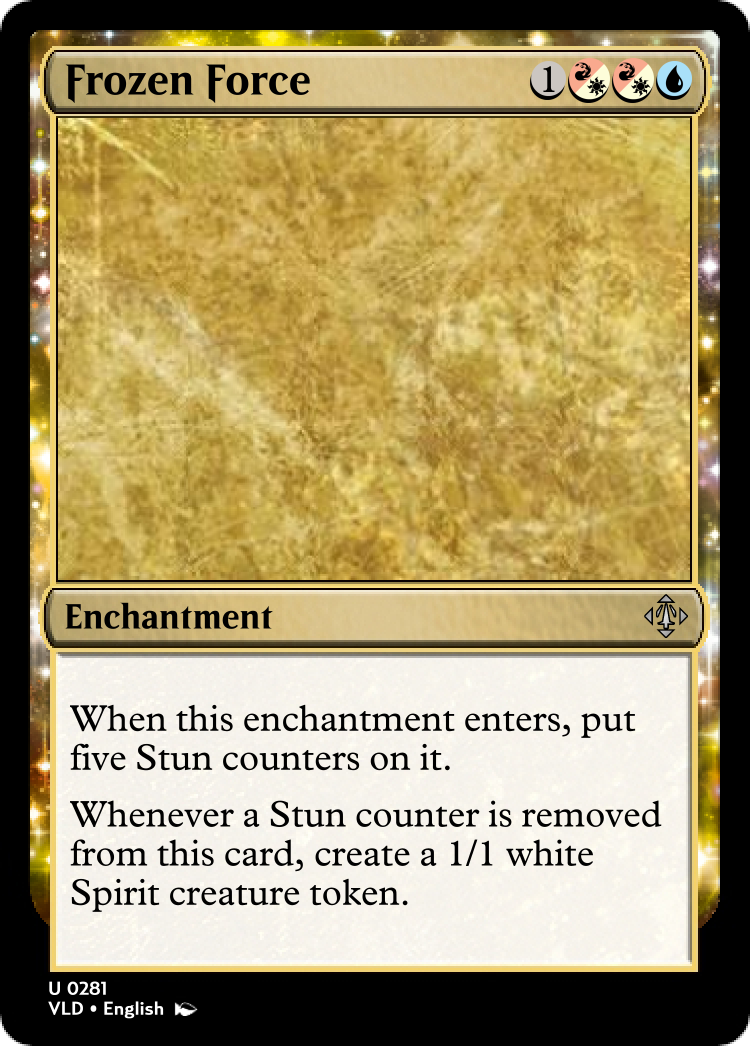 Frozen Force 1
Enchantment
When this enchantment enters, put
five Stun counters on it.
Whenever a Stun counter is removed
from this card, create a 1/1 white
Spirit creature token.
U 0281
VLD • English